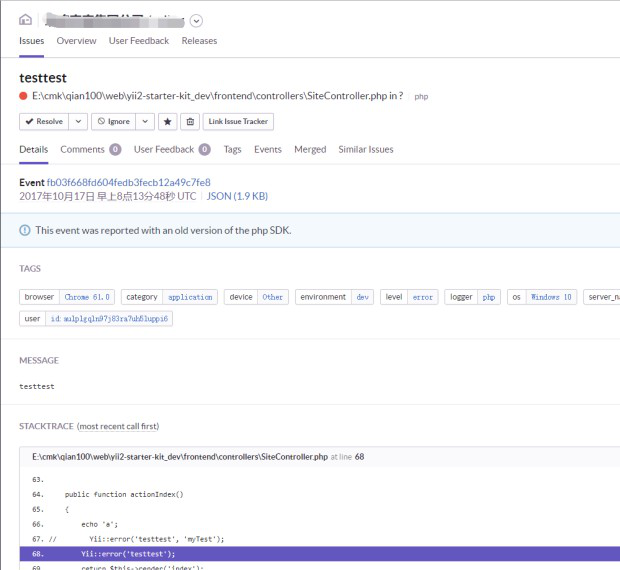 Issues Overview User Feedback Releases
testtest
E:\cmk\qian100\web\yii2-starter-kit_dev\frontend\controllers\SiteController.php in ? php
Resolve Ignore Link Issue Tracker
Details Comments 0 User Feedback 0 Tags Events Merged Similar Issues
Event fb03f668fd604fedb3fecb12a49c7fe8
2017年10月17日 早上8点13分48秒 UTC JSON (1.9 KB)
This event was reported with an old version of the php SDK.
TAGS
browser Chrome 61.0 category application device Other environment dev level error logger php os Windows 10 server_na
user id:mulplgqln97j83ra7uh5luppi6
MESSAGE
testtest
STACKTRACE (most recent call first)
E:\cmk\qian100\web\yii2-starter-kit_dev\frontend\controllers\SiteController.php at line 68
63.
64. public function actionIndex()
65. {
66. echo 'a';
67. // Yii::error('testtest', 'myTest');
68. Yii::error('testtest');
69. return $this->render('index');